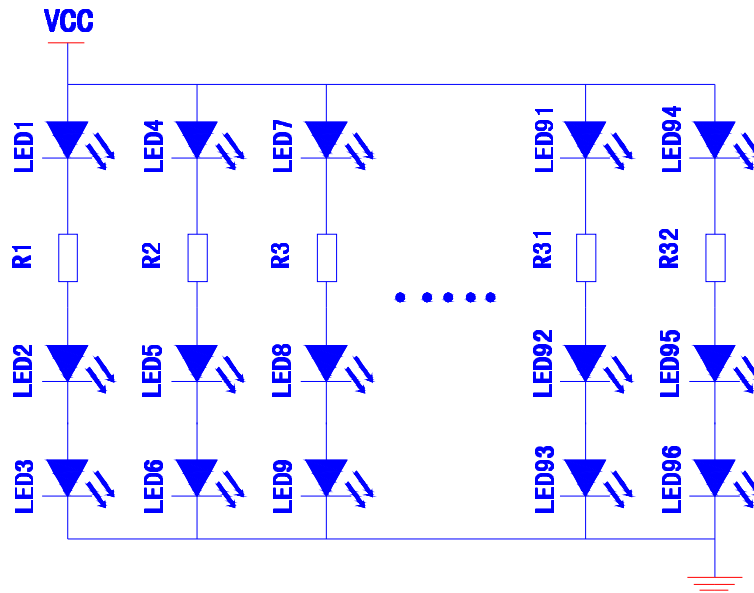 VCC
LED1 LED4 LED7 LED91 LED94
R1 R2 R3 R31 R32
LED2 LED5 LED8 LED92 LED95
LED3 LED6 LED9 LED93 LED96